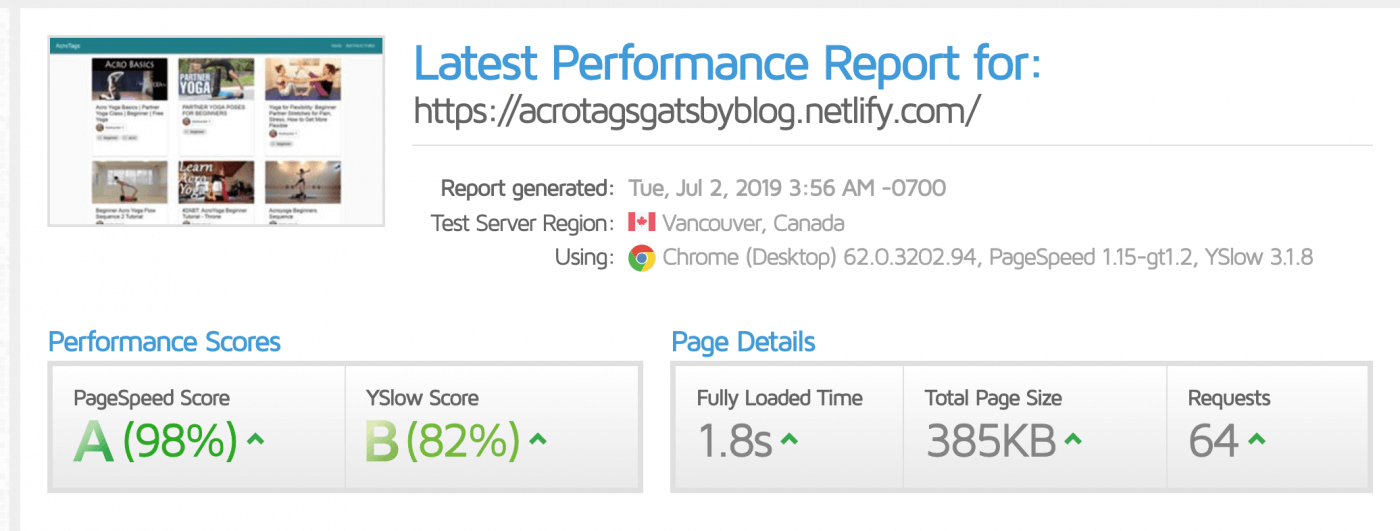 AcroTags
ACRO BASICS
PARTNER
YOGA
Acro Yoga Basics | Partner
Yoga Class | Beginner | Free
Yoga
PARTNER YOGA POSES
FOR BEGINNERS
Yoga for Flexibility: Beginner
Partner Stretches for Pain,
Stress, How to Get More
Flexible
Learn
Acro
Beginner Acro Yoga Flow
Sequence 2 Tutorial
#2ABT: AcroYoga Beginner
Tutorial - Throne
Beginners
Sequence
Latest Performance Report for:
https://acrotagsgatsbyblog.netlify.com/
Report generated: Tue, Jul 2, 2019 3:56 AM -0700
Test Server Region: Vancouver, Canada
Using: Chrome (Desktop) 62.0.3202.94, PageSpeed 1.15-gt1.2, YSlow 3.1.8
Performance Scores
PageSpeed Score
A (98%)
YSlow Score
B (82%)
Page Details
Fully Loaded Time
1.8s
Total Page Size
385KB
Requests
64